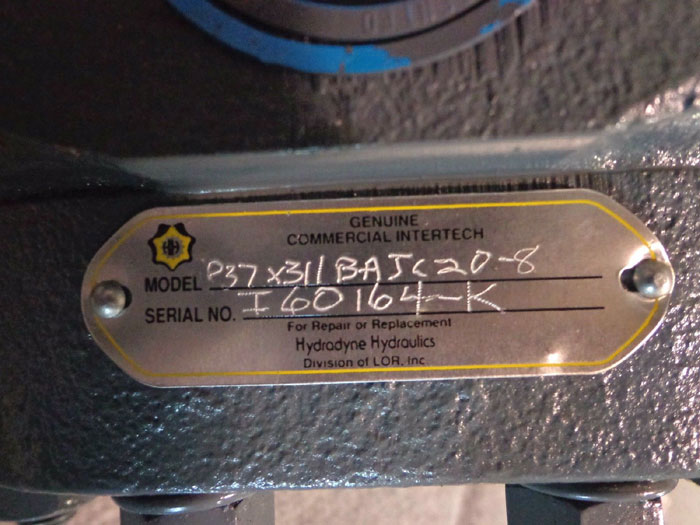 GENUINE
COMMERCIAL INTERTECH
MODEL P37X311BAJC20-8
SERIAL NO. I60164-K
For Repair or Replacement
Hydradyne Hydraulics
Division of LOR, Inc.